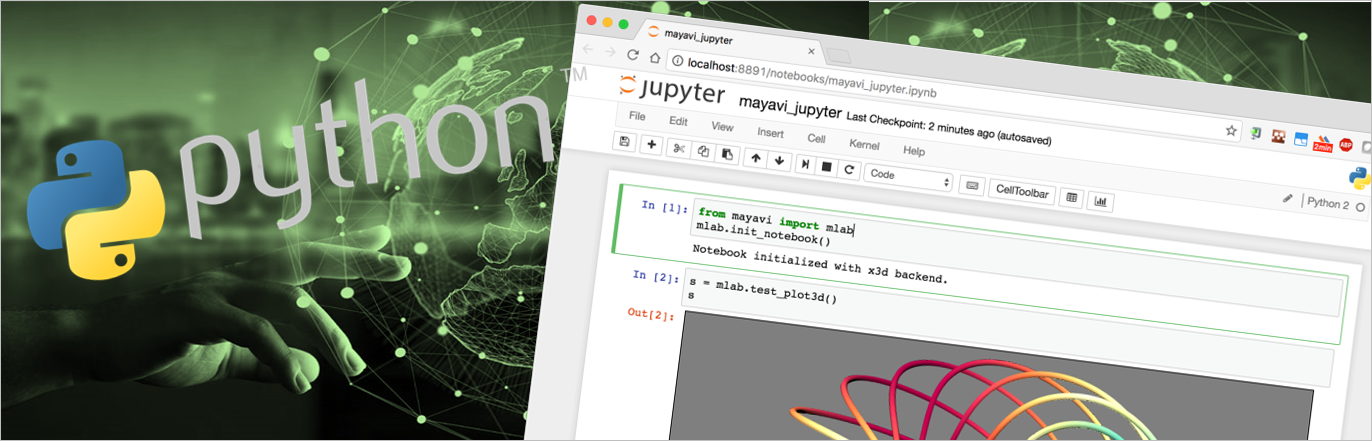 python™
mayavi_jupyter
localhost:8891/notebooks/mayavi_jupyter.ipynb
jupyter mayavi_jupyter Last Checkpoint: 2 minutes ago (autosaved)
File Edit View Insert Cell Kernel Help
2min
ABP
Code
CellToolbar
Python 2
In [1]: from mayavi import mlab
mlab.init_notebook()
Notebook initialized with x3d backend.
In [2]: s = mlab.test_plot3d()
s
Out[2]: